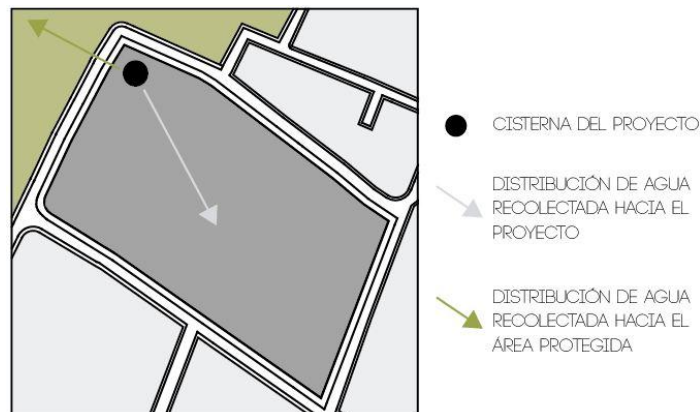 CISTERNA DEL PROYECTO
DISTRIBUCIÓN DE AGUA
RECOLECTADA HACIA EL
PROYECTO
DISTRIBUCIÓN DE AGUA
RECOLECTADA HACIA EL
ÁREA PROTEGIDA